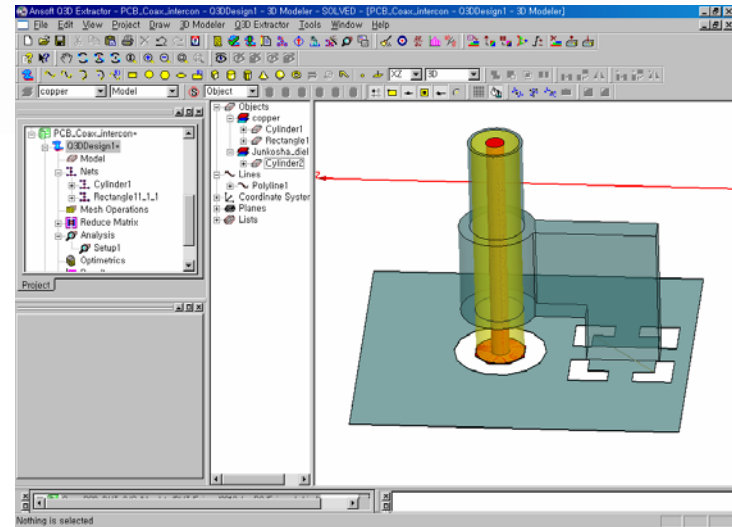 Ansoft Q3D Extractor - PCB_Coax_intercon - Q3DDesign1 - 3D Modeler - SOLVED - [PCB_Coax_intercon - Q3DDesign1 - 3D Modeler]
File Edit View Project Draw 3D Modeler Q3D Extractor Tools Window Help
XZ 3D
copper Model Object
PCB_Coax_intercon*
Q3DDesign1*
Model
Nets
Cylinder1
Rectangle11_1_1
Mesh Operations
Reduce Matrix
Analysis
Setup1
Optimetrics
Project
Objects
copper
Cylinder1
Rectangle1
Junkosha_diel
Cylinder2
Lines
Polyline1
Coordinate System
Planes
Lists
Z
Nothing is selected